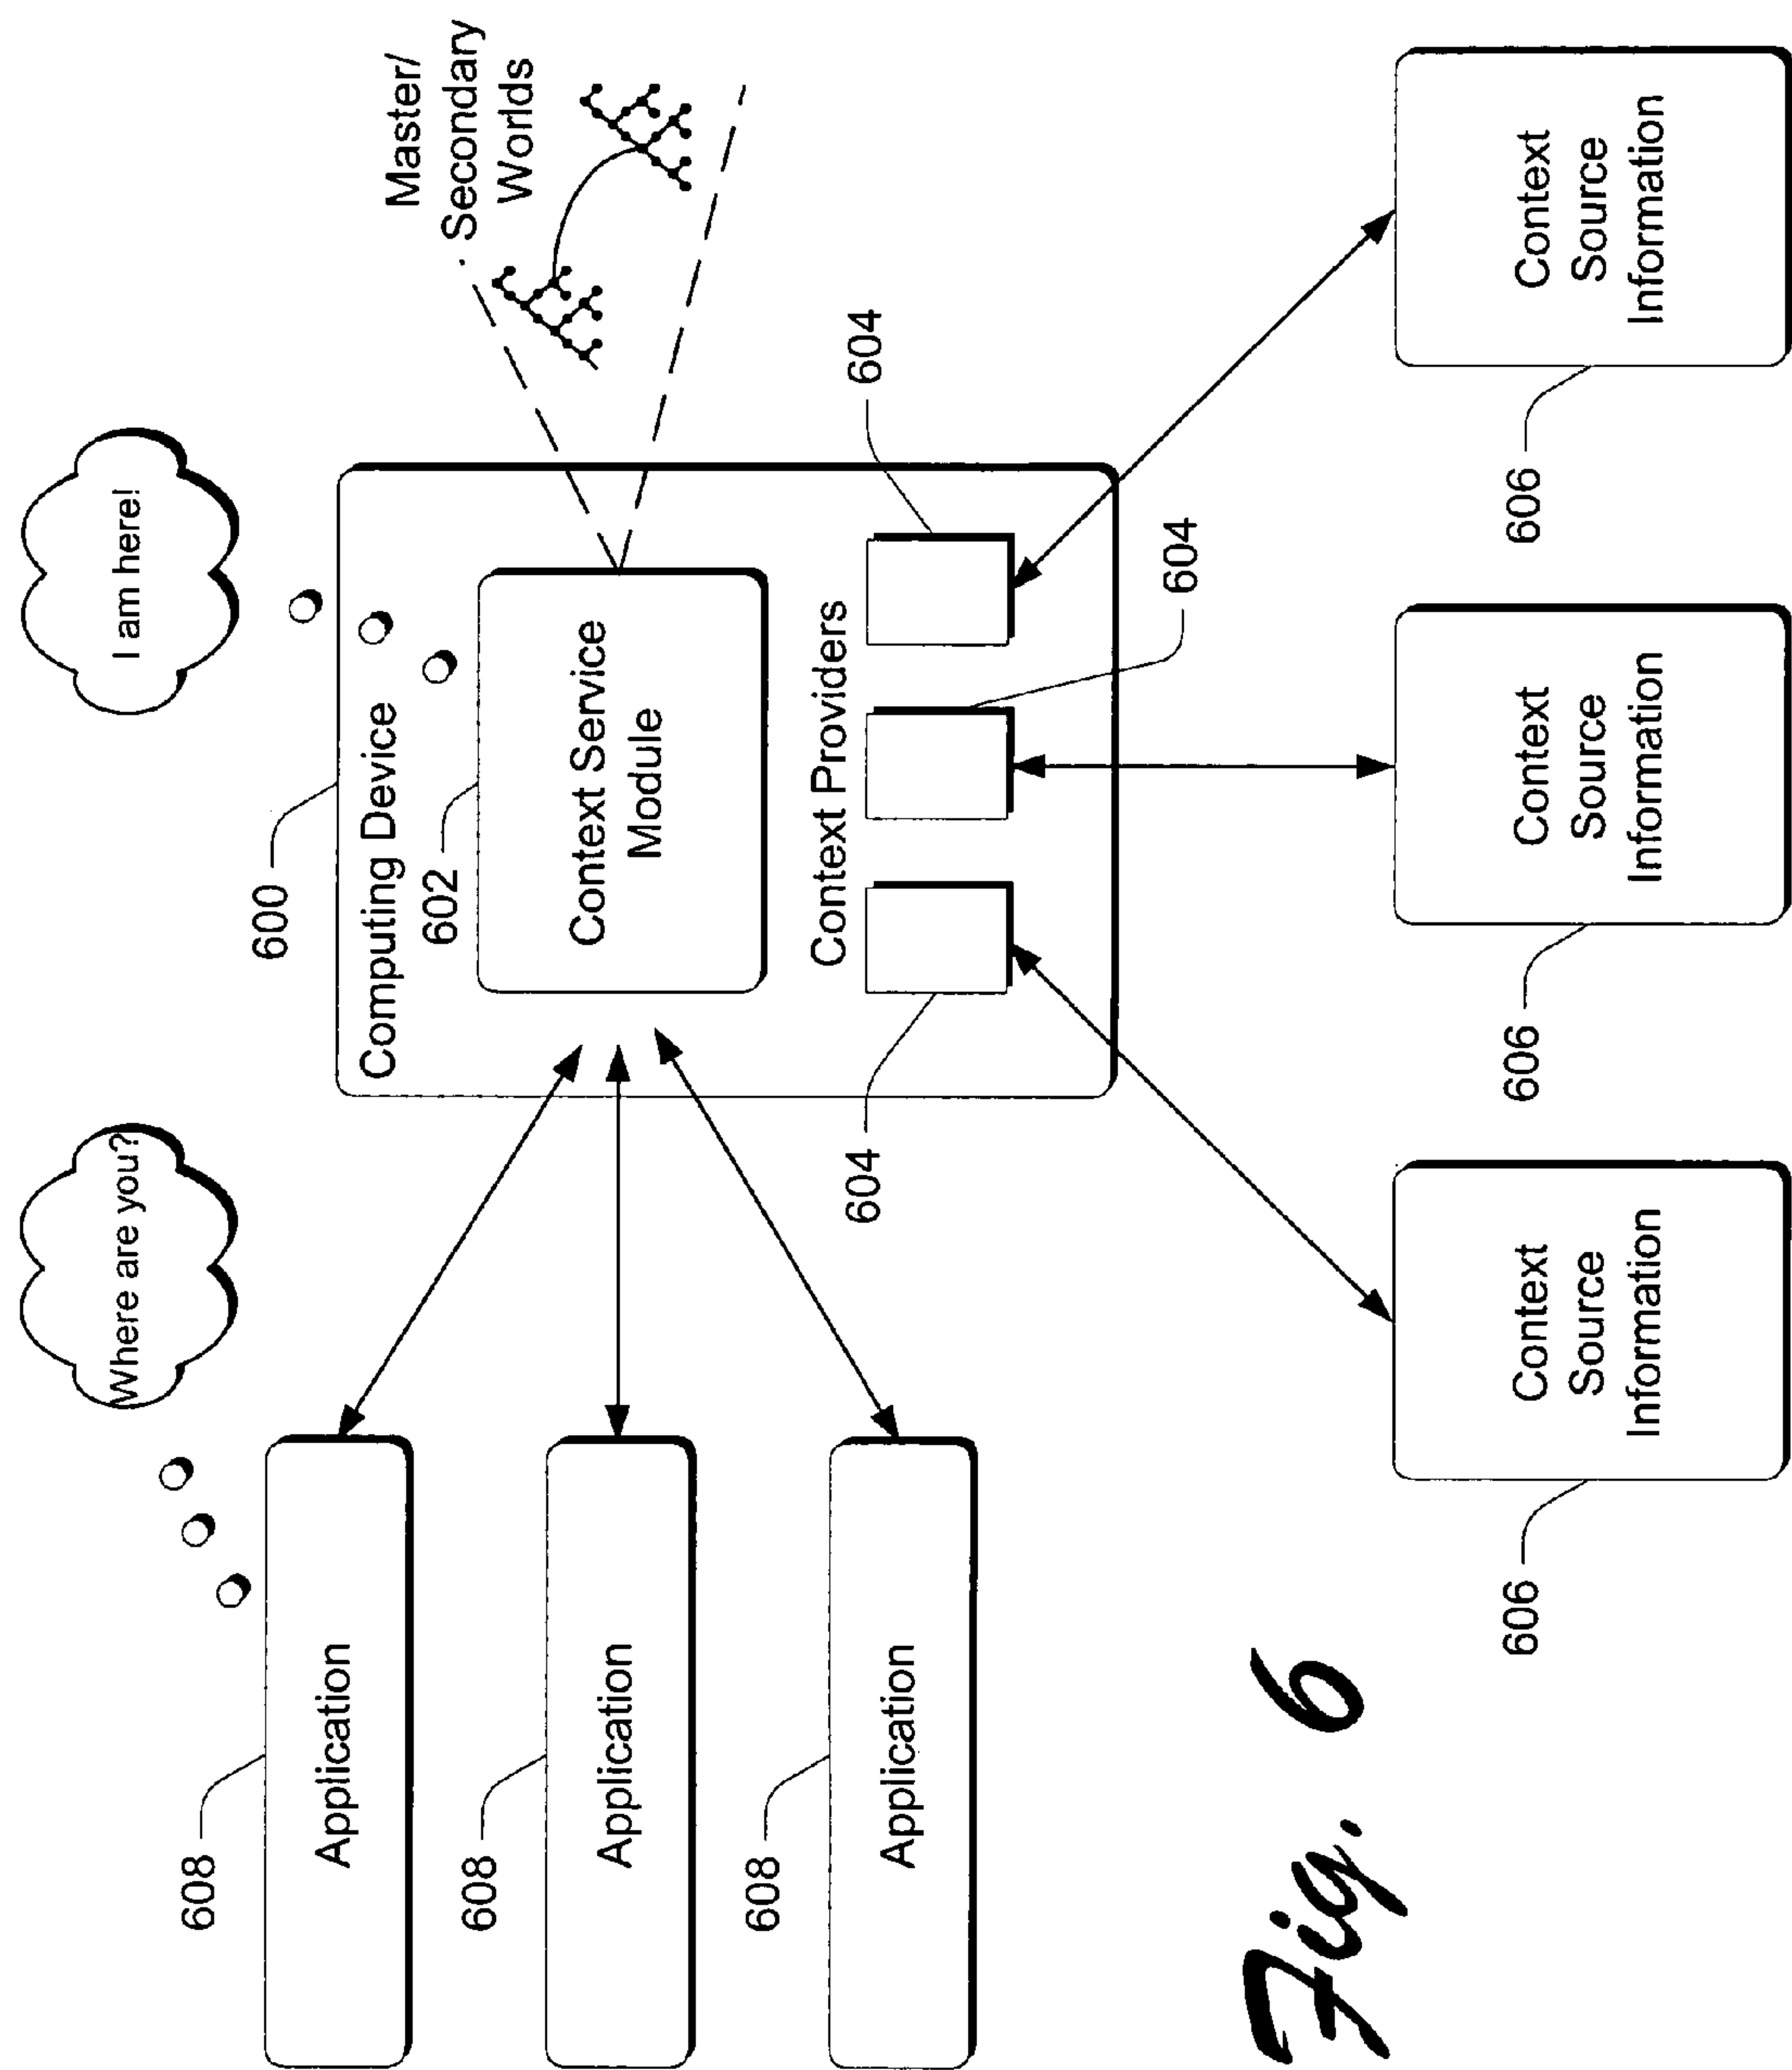 Where are you?
I am here!
600
Computing Device
602
Context Service
Module
Master/
Secondary
Worlds
608
Application
608
Application
608
Application
Context Providers
604
604
604
606
Context
Source
Information
606
Context
Source
Information
606
Context
Source
Information
Fig. 6